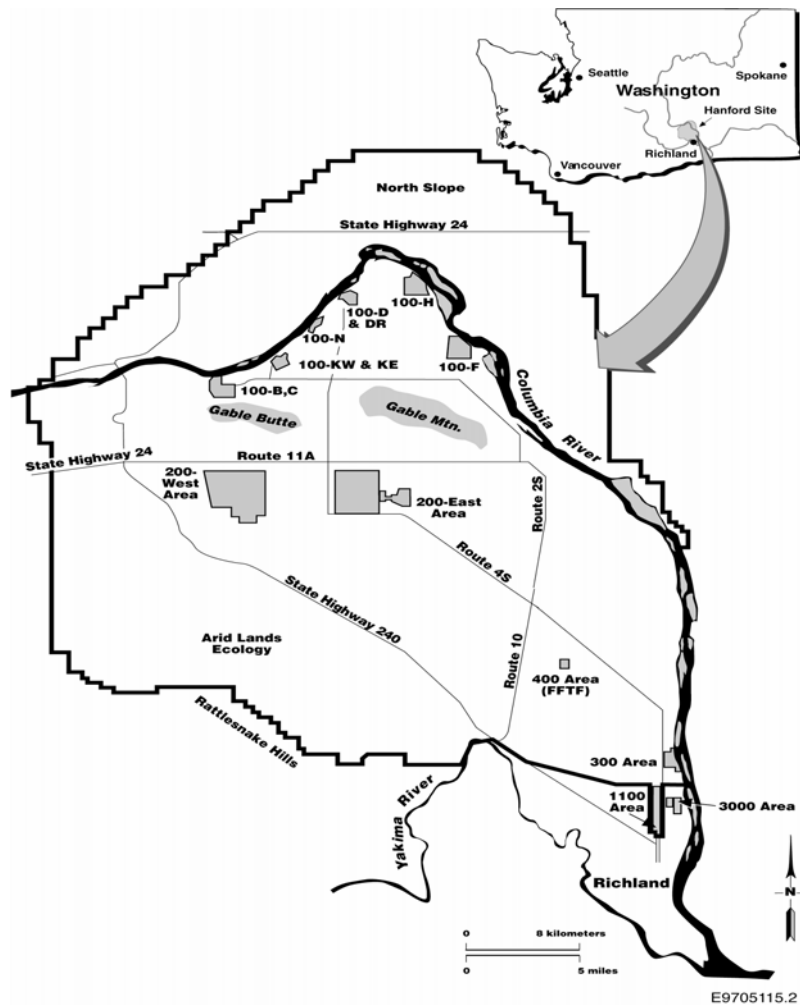 Seattle
Spokane
Washington
Hanford Site
Richland
Vancouver
North Slope
State Highway 24
100-H
100-D
& DR
100-N
100-F
100-KW & KE
100-B,C
Columbia River
Gable Butte
Gable Mtn.
State Highway 24
Route 11A
200-
West
Area
200-East
Area
Route 2S
Route 4S
State Highway 240
Arid Lands
Ecology
Route 10
400 Area
(FFTF)
Rattlesnake Hills
300 Area
1100
Area
3000 Area
Yakima River
Richland
N
0 8 kilometers
0 5 miles
E9705115.2